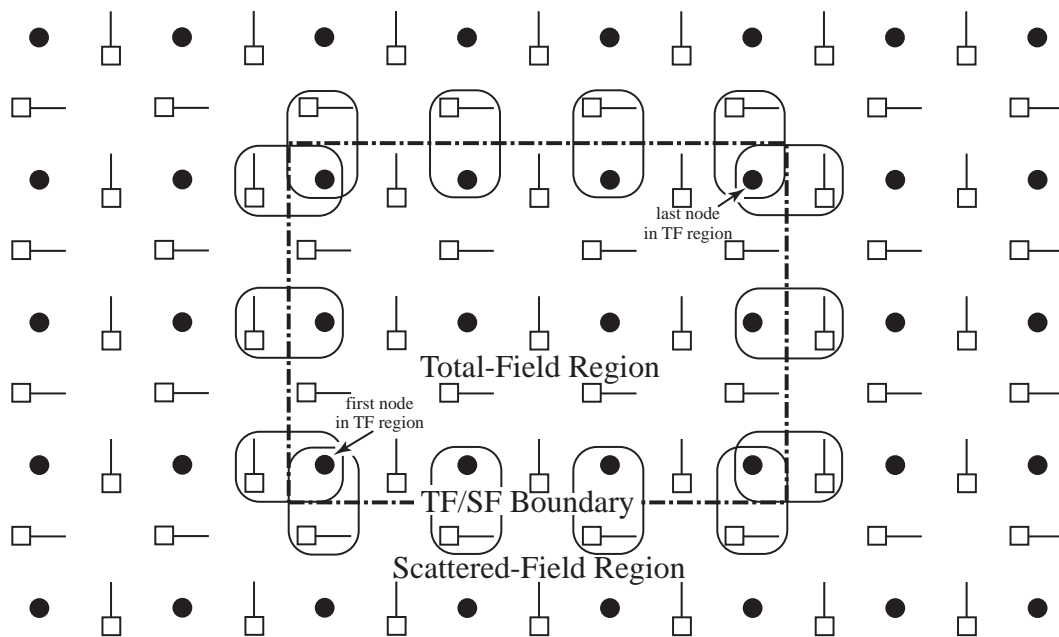 last node
in TF region
Total-Field Region
first node
in TF region
TF/SF Boundary
Scattered-Field Region